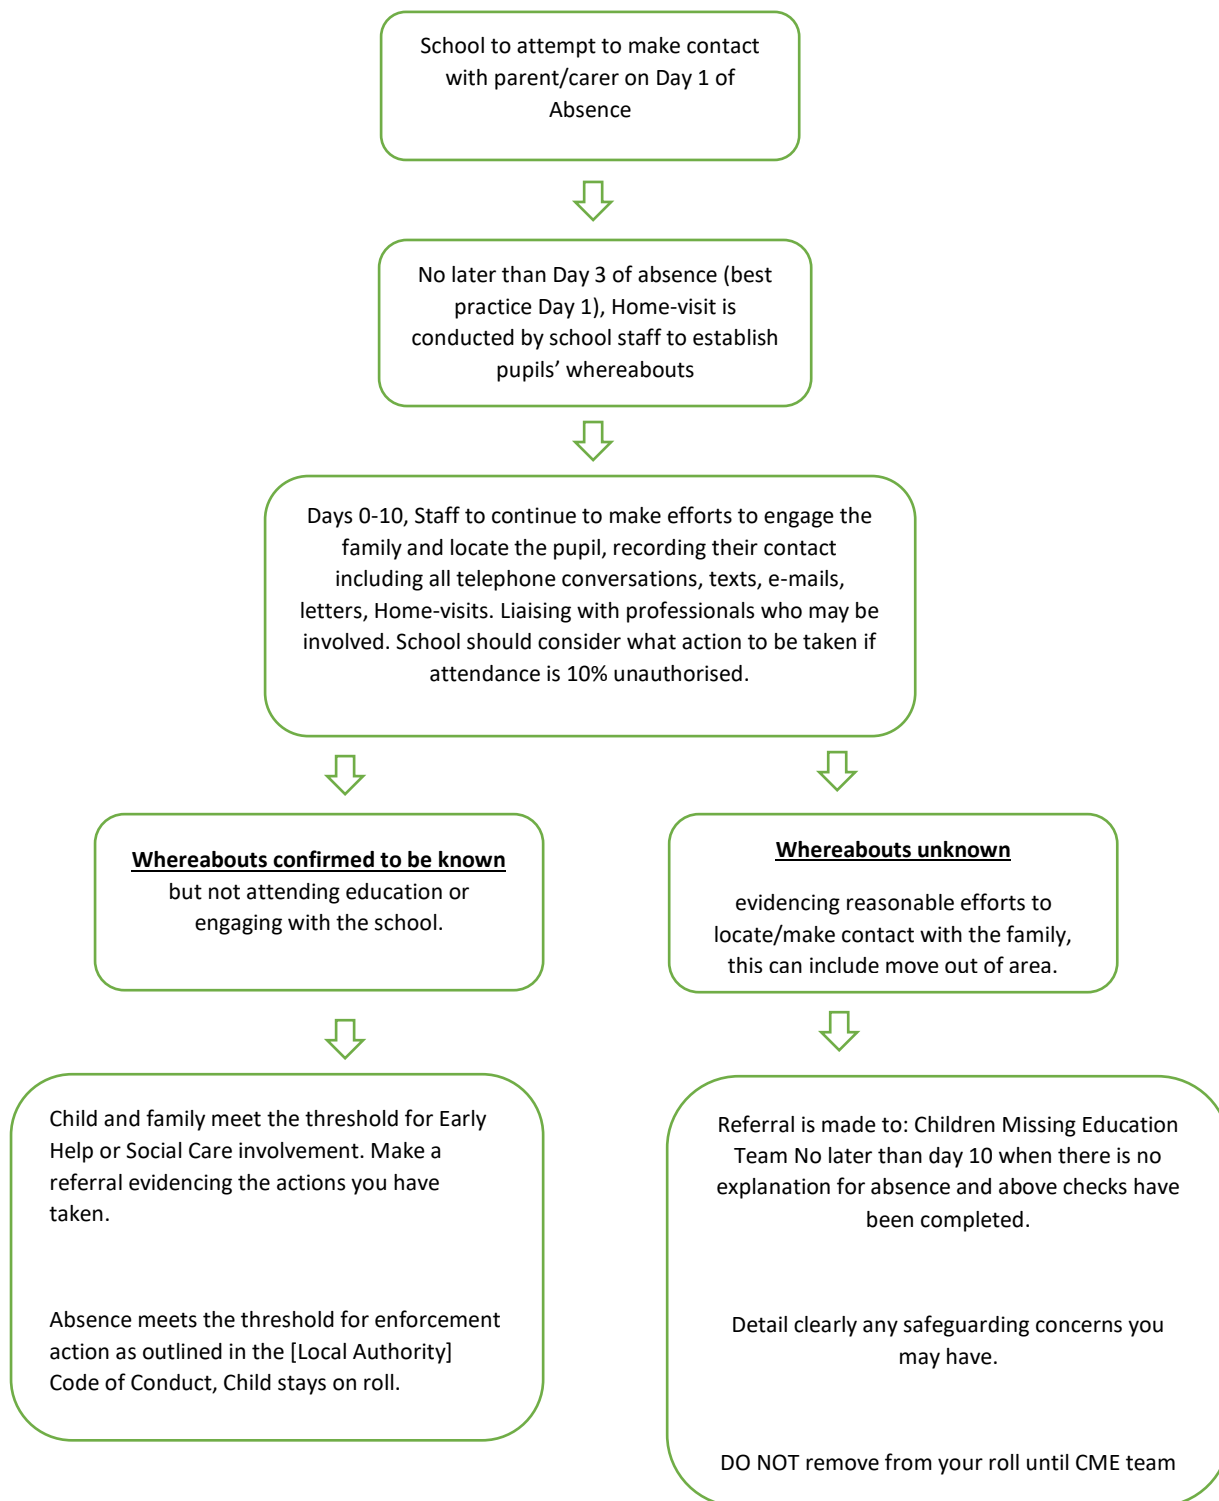 School to attempt to make contact
with parent/carer on Day 1 of
Absence
No later than Day 3 of absence (best
practice Day 1), Home-visit is
conducted by school staff to establish
pupils’ whereabouts
Days 0-10, Staff to continue to make efforts to engage the
family and locate the pupil, recording their contact
including all telephone conversations, texts, e-mails,
letters, Home-visits. Liaising with professionals who may be
involved. School should consider what action to be taken if
attendance is 10% unauthorised.
Whereabouts confirmed to be known
but not attending education or
engaging with the school.
Whereabouts unknown
evidencing reasonable efforts to
locate/make contact with the family,
this can include move out of area.
Child and family meet the threshold for Early
Help or Social Care involvement. Make a
referral evidencing the actions you have
taken.
Absence meets the threshold for enforcement
action as outlined in the [Local Authority]
Code of Conduct, Child stays on roll.
Referral is made to: Children Missing Education
Team No later than day 10 when there is no
explanation for absence and above checks have
been completed.
Detail clearly any safeguarding concerns you
may have.
DO NOT remove from your roll until CME team